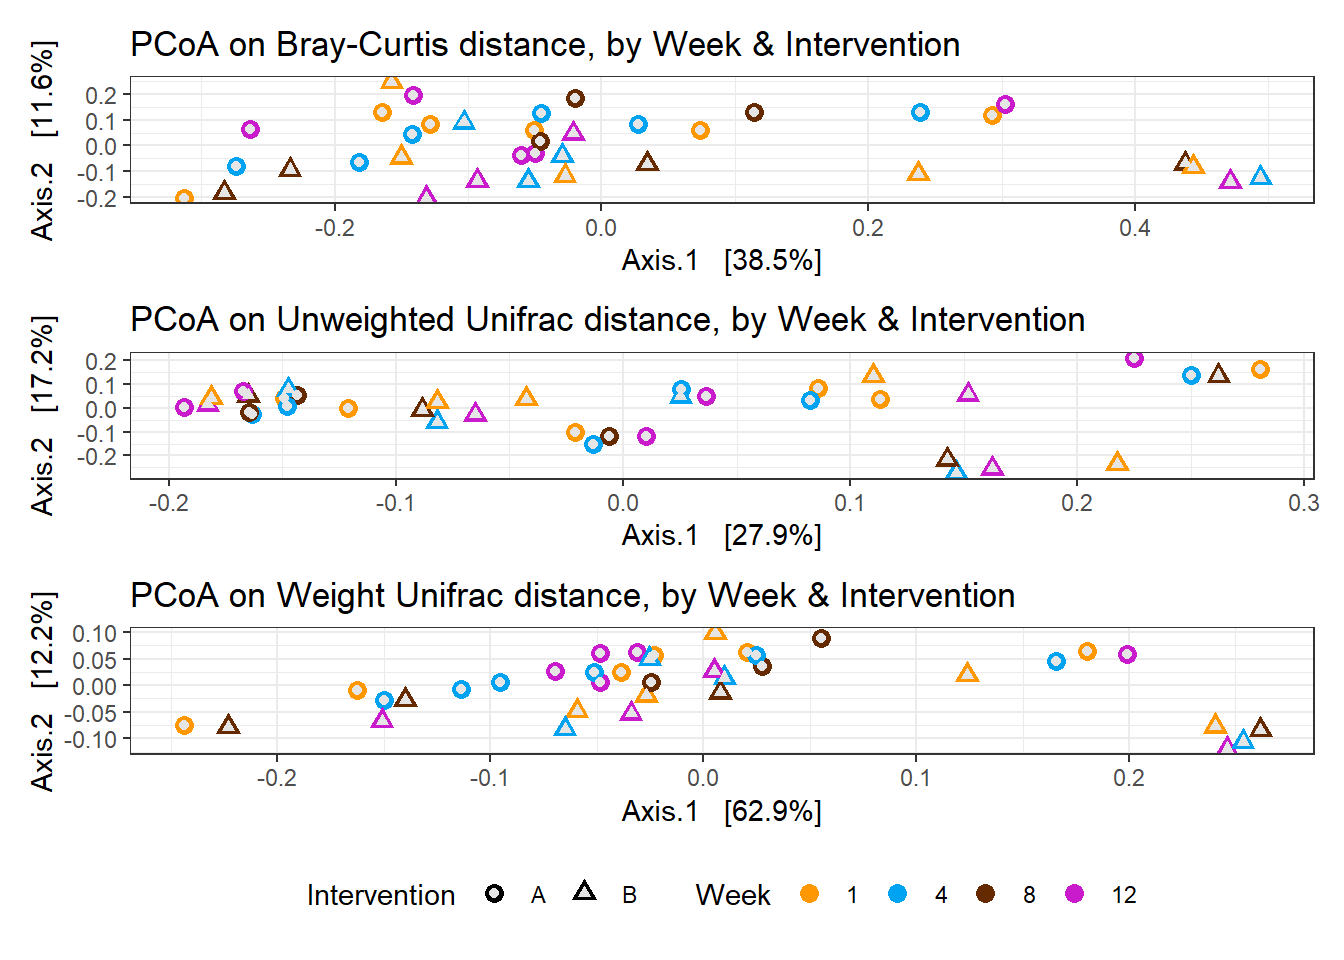 PCoA on Bray-Curtis distance, by Week & Intervention
Axis.2 [11.6%]
0.2
0.1
0.0
-0.1
-0.2
-0.2 0.0 0.2 0.4
Axis.1 [38.5%]
PCoA on Unweighted Unifrac distance, by Week & Intervention
Axis.2 [17.2%]
0.2
0.1
0.0
-0.1
-0.2
-0.2 -0.1 0.0 0.1 0.2 0.3
Axis.1 [27.9%]
PCoA on Weight Unifrac distance, by Week & Intervention
Axis.2 [12.2%]
0.10
0.05
0.00
-0.05
-0.10
-0.2 -0.1 0.0 0.1 0.2
Axis.1 [62.9%]
Intervention A B Week 1 4 8 12